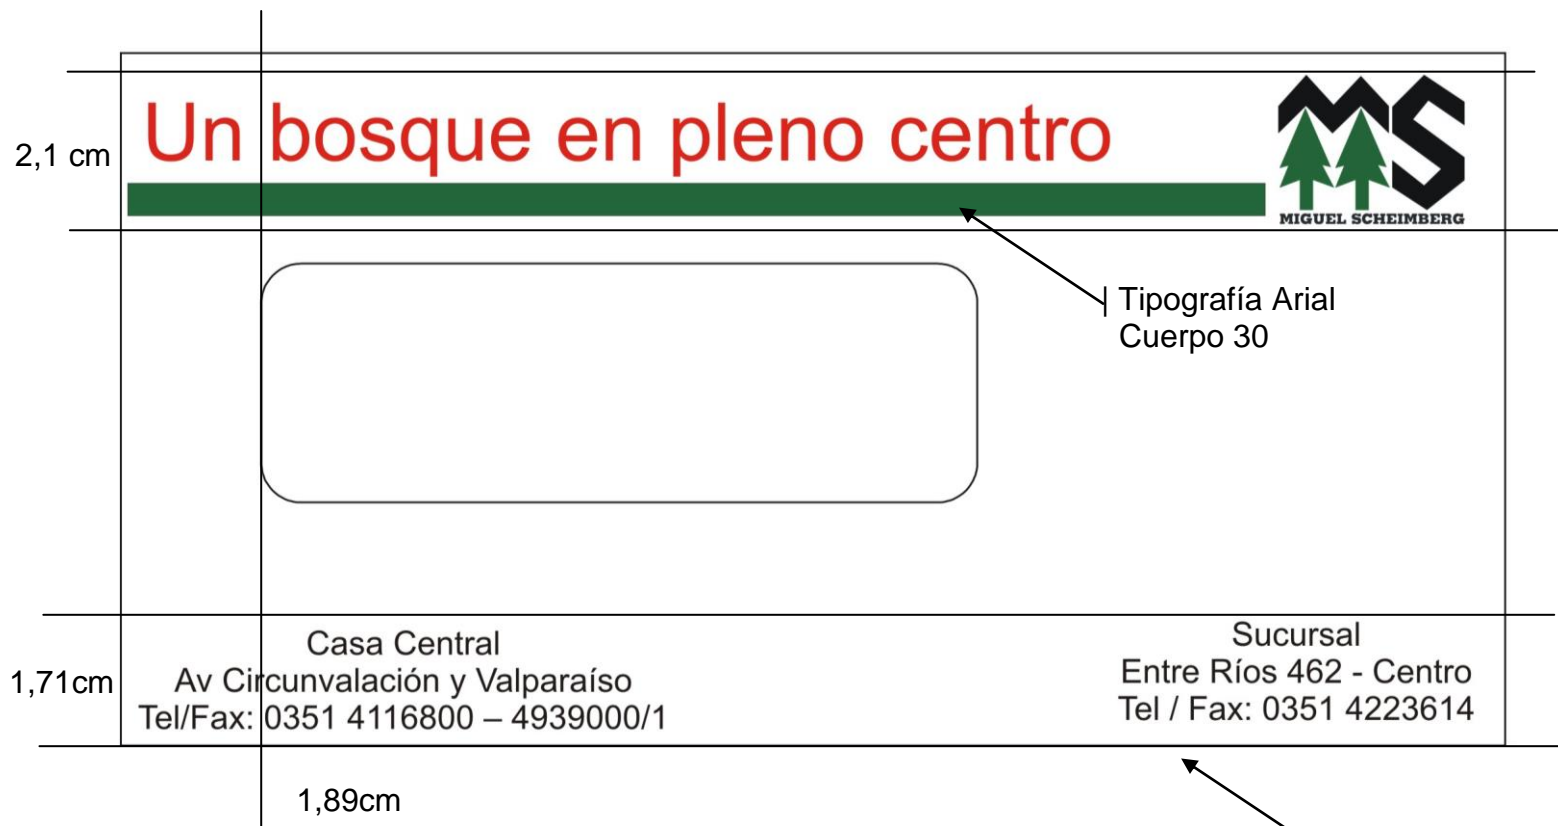 Un bosque en pleno centro
MS
MIGUEL SCHEIMBERG
2,1 cm
Tipografía Arial
Cuerpo 30
Casa Central
Av Circunvalación y Valparaíso
Tel/Fax: 0351 4116800 – 4939000/1
Sucursal
Entre Ríos 462 - Centro
Tel / Fax: 0351 4223614
1,71cm
1,89cm